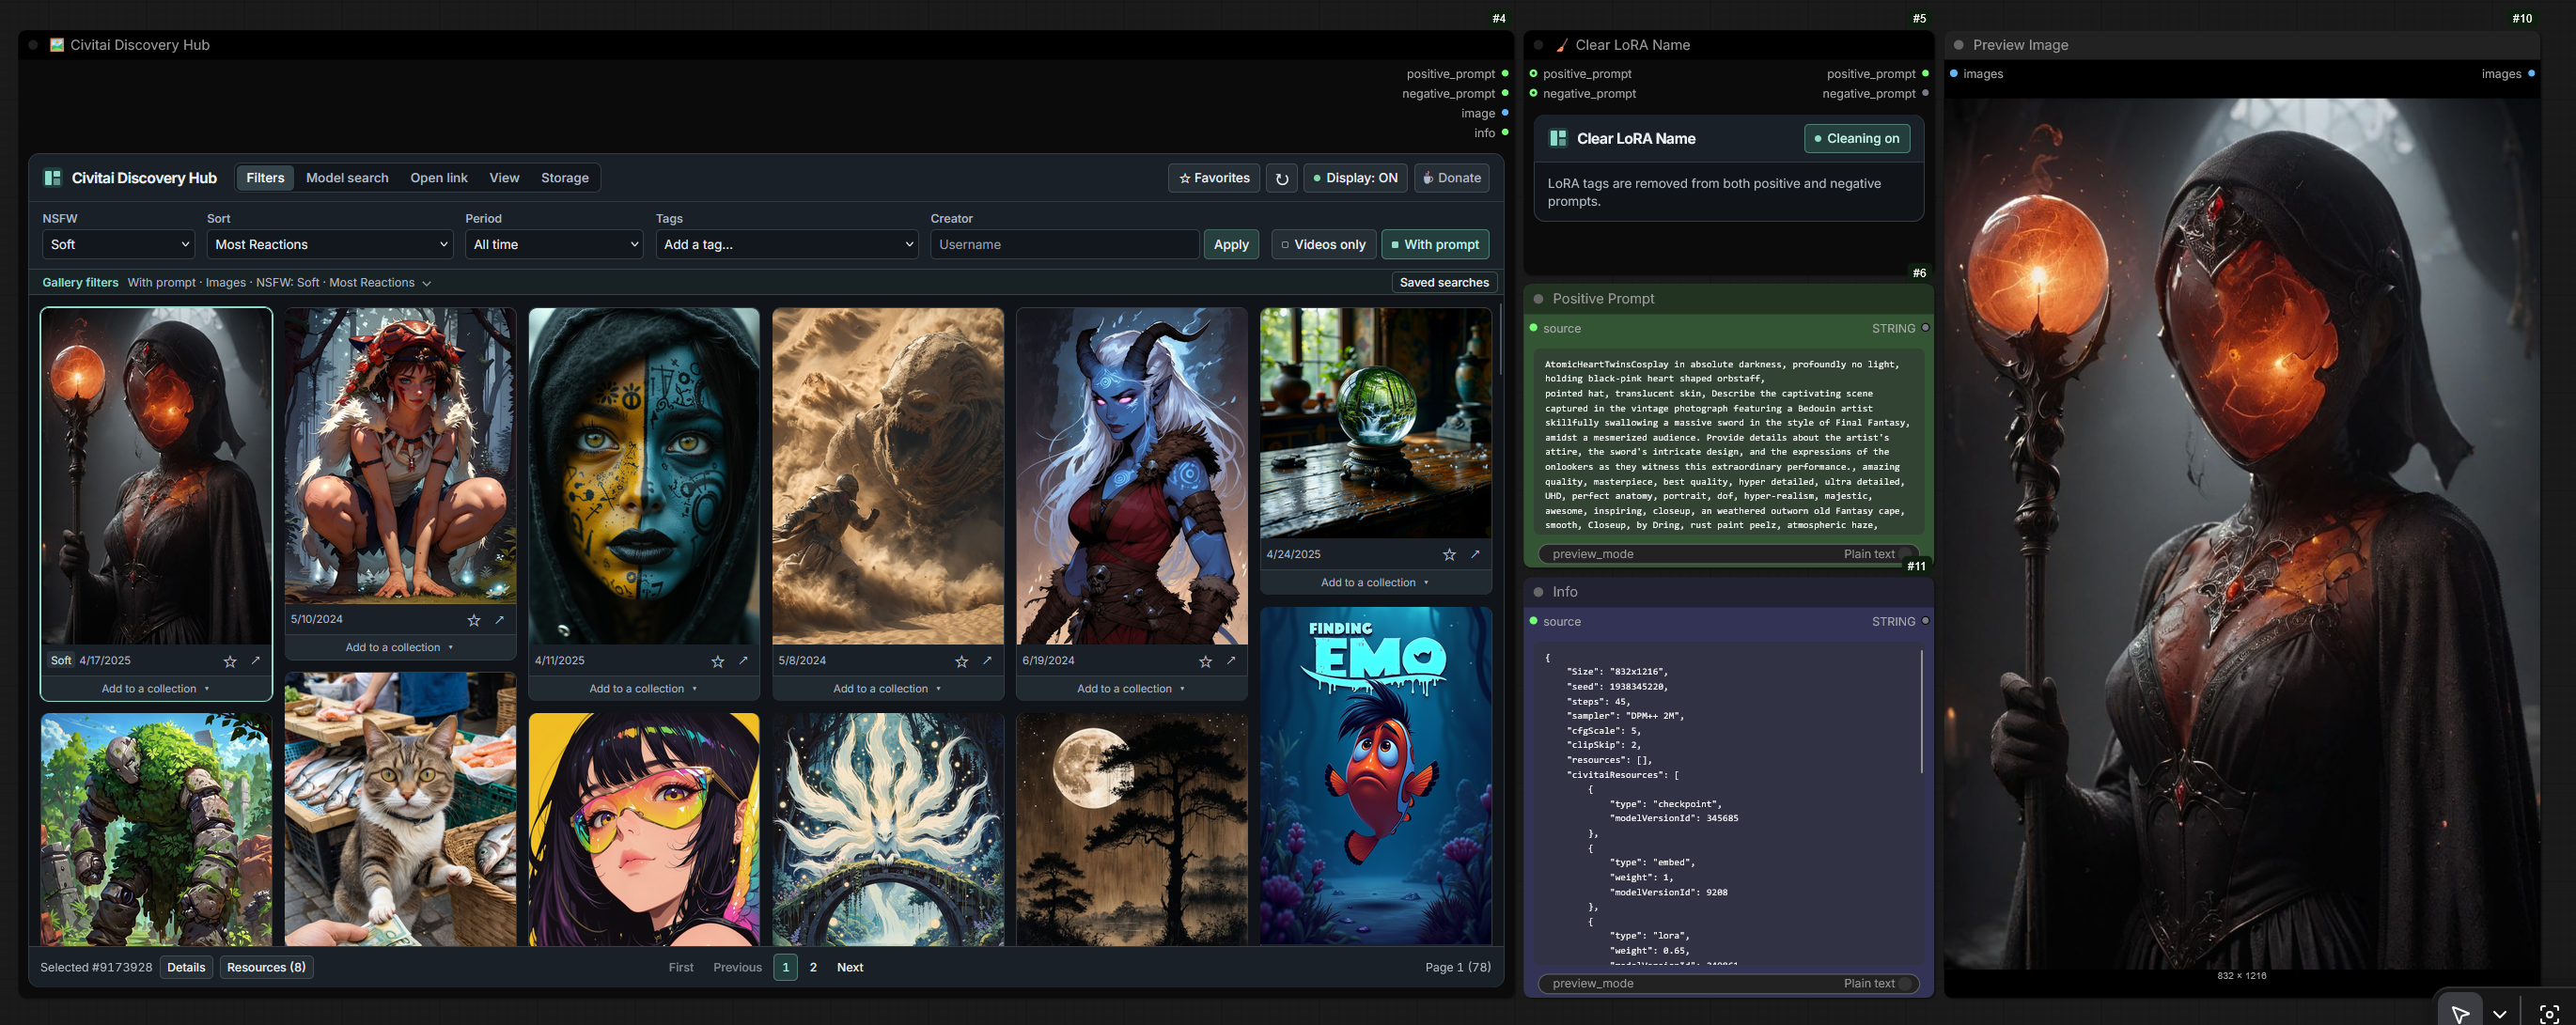 #4
Civitai Discovery Hub
positive_prompt
negative_prompt
image
info
Civitai Discovery Hub
Filters
Model search
Open link
View
Storage
☆ Favorites
↻
Display: ON
Donate
NSFW
Sort
Period
Tags
Creator
Soft
Most Reactions
All time
Add a tag...
Username
Apply
Videos only
With prompt
Gallery filters
With prompt · Images · NSFW: Soft · Most Reactions
Saved searches
Soft 4/17/2025
Add to a collection
5/10/2024
Add to a collection
4/11/2025
Add to a collection
5/8/2024
Add to a collection
6/19/2024
Add to a collection
4/24/2025
Add to a collection
FINDING
EMO
Selected #9173928
Details
Resources (8)
First
Previous
1
2
Next
Page 1 (78)
#5
Clear LoRA Name
positive_prompt
positive_prompt
negative_prompt
negative_prompt
Clear LoRA Name
Cleaning on
LoRA tags are removed from both positive and negative
prompts.
#6
Positive Prompt
source
STRING
AtomicHeartTwinsCosplay in absolute darkness, profoundly no light,
holding black-pink heart shaped orbstaff,
pointed hat, translucent skin, Describe the captivating scene
captured in the vintage photograph featuring a Bedouin artist
skillfully swallowing a massive sword in the style of Final Fantasy,
amidst a mesmerized audience. Provide details about the artist's
attire, the sword's intricate design, and the expressions of the
onlookers as they witness this extraordinary performance., amazing
quality, masterpiece, best quality, hyper detailed, ultra detailed,
UHD, perfect anatomy, portrait, dof, hyper-realism, majestic,
awesome, inspiring, closeup, an weathered outworn old Fantasy cape,
smooth, Closeup, by Dring, rust paint peelz, atmospheric haze,
preview_mode
Plain text
#11
Info
source
STRING
{
"Size": "832x1216",
"seed": 1938345220,
"steps": 45,
"sampler": "DPM++ 2M",
"cfgScale": 5,
"clipSkip": 2,
"resources": [],
"civitaiResources": [
{
"type": "checkpoint",
"modelVersionId": 345685
},
{
"type": "embed",
"weight": 1,
"modelVersionId": 9208
},
{
"type": "lora",
"weight": 0.65,
preview_mode
Plain text
#10
Preview Image
images
images
832 × 1216